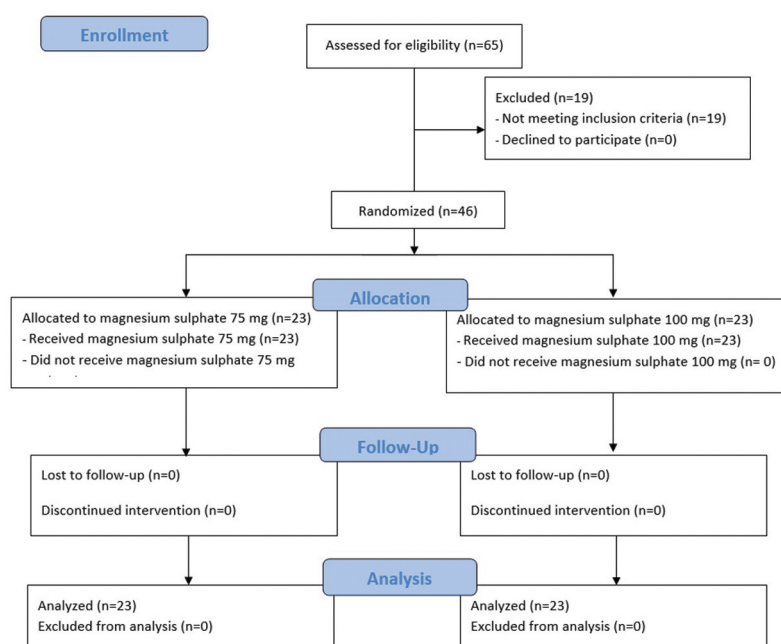 Enrollment
Assessed for eligibility (n=65)
Excluded (n=19)
- Not meeting inclusion criteria (n=19)
- Declined to participate (n=0)
Randomized (n=46)
Allocation
Allocated to magnesium sulphate 75 mg (n=23)
- Received magnesium sulphate 75 mg (n=23)
- Did not receive magnesium sulphate 75 mg
Allocated to magnesium sulphate 100 mg (n=23)
- Received magnesium sulphate 100 mg (n=23)
- Did not receive magnesium sulphate 100 mg (n= 0)
Follow-Up
Lost to follow-up (n=0)
Discontinued intervention (n=0)
Lost to follow-up (n=0)
Discontinued intervention (n=0)
Analysis
Analyzed (n=23)
Excluded from analysis (n=0)
Analyzed (n=23)
Excluded from analysis (n=0)